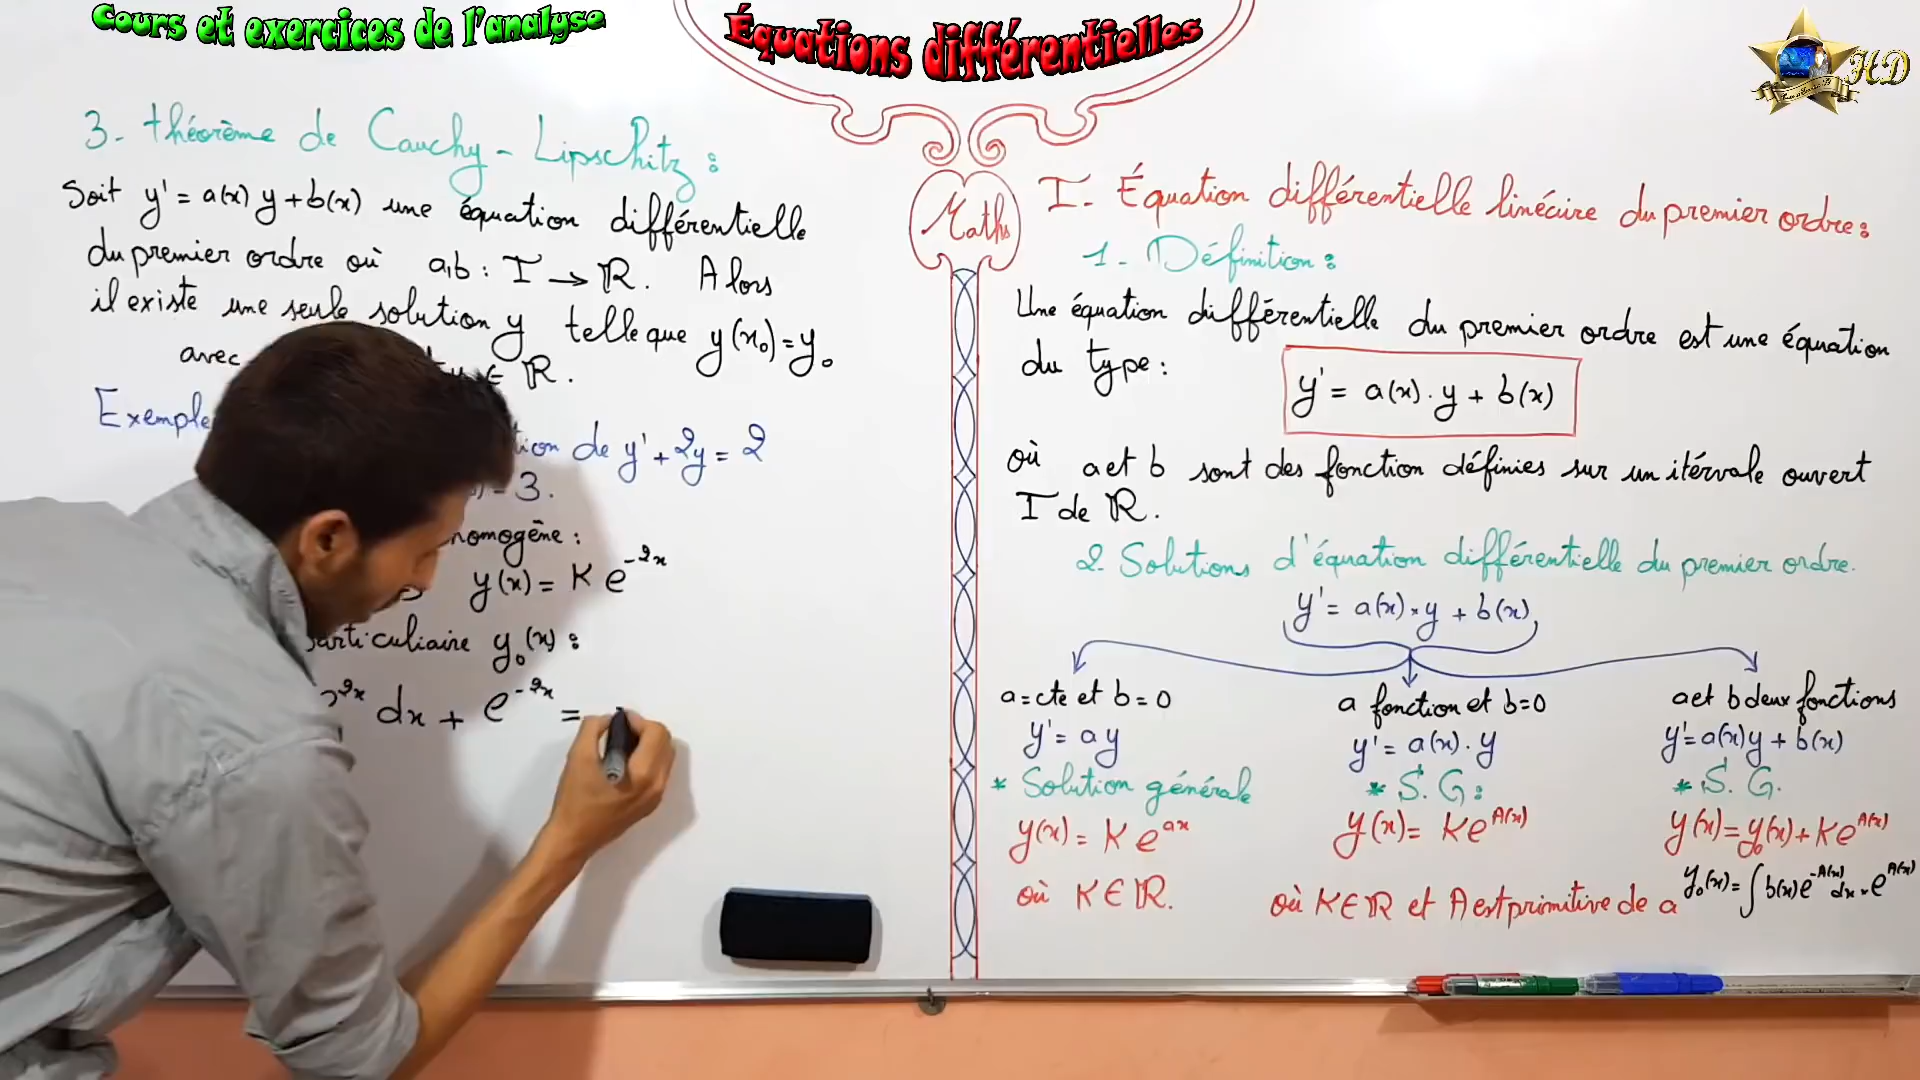 Cours et exercices de l'analyse
Équations différentielles
HD
3. théorème de Cauchy - Lipschitz :
Soit y' = a(x) y + b(x) une équation différentielle
du premier ordre où a,b : I → ℝ. Alors
il existe une seule solution y telle que y(x₀) = y₀
avec ∈ ℝ.
Exemple
tion de y' + 2y = 2
3.
homogène :
y(x) = K e^{-2x}
particuliaire y₀(x) :
dx + e^{-2x} =
Maths
I - Équation différentielle linéaire du premier ordre :
1 - Définition :
Une équation différentielle du premier ordre est une équation
du type :
y' = a(x) . y + b(x)
où a et b sont des fonction définies sur un itérvale ouvert
I de ℝ.
2. Solutions d'équation différentielle du premier ordre.
y' = a(x) × y + b(x)
a = cte et b = 0
y' = a y
* Solution générale
y(x) = K e^{ax}
où K ∈ ℝ.
a fonction et b = 0
y' = a(x) . y
* S. G :
y(x) = K e^{A(x)}
où K ∈ ℝ et A est primitive de a
a et b deux fonctions
y' = a(x) y + b(x)
* S. G.
y(x) = y₀(x) + K e^{A(x)}
y₀(x) = ∫ b(x) e^{-A(x)} dx × e^{A(x)}